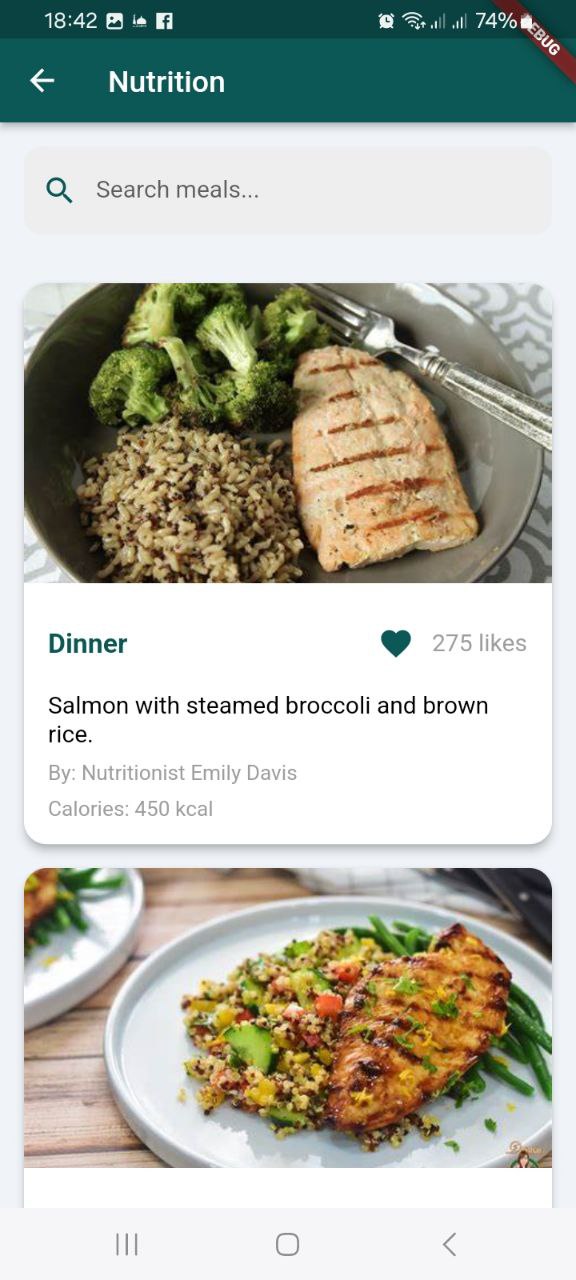 18:42 74%
EBUG
Nutrition
Search meals...
Dinner 275 likes
Salmon with steamed broccoli and brown
rice.
By: Nutritionist Emily Davis
Calories: 450 kcal